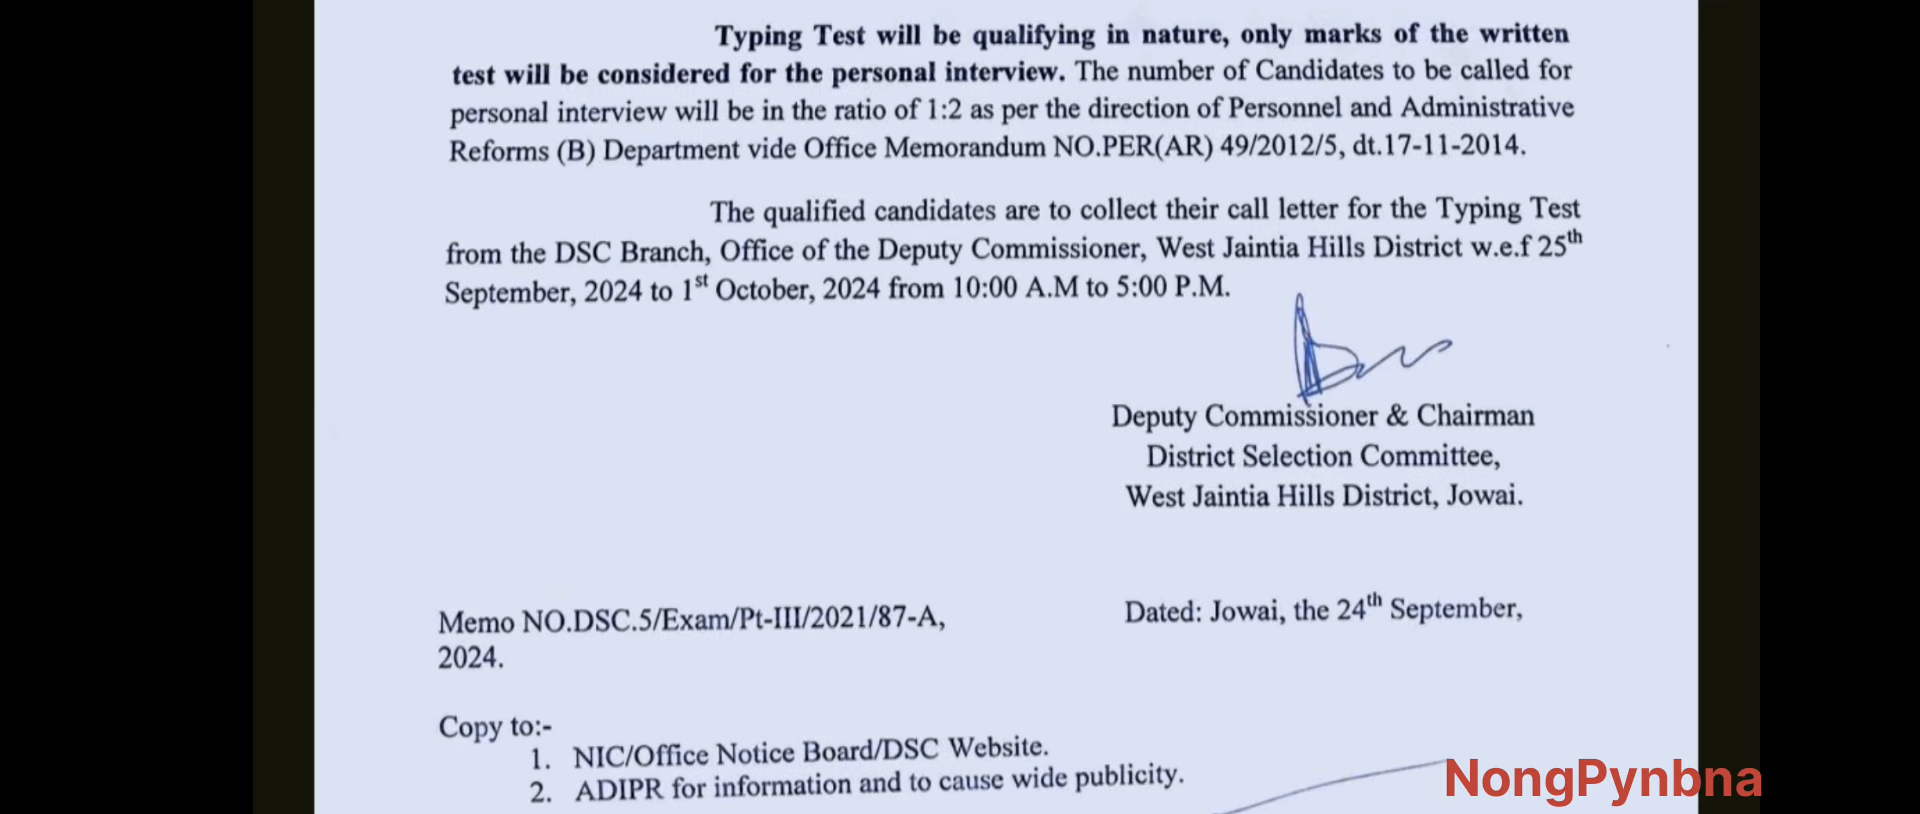 Typing Test will be qualifying in nature, only marks of the written
test will be considered for the personal interview. The number of Candidates to be called for
personal interview will be in the ratio of 1:2 as per the direction of Personnel and Administrative
Reforms (B) Department vide Office Memorandum NO.PER(AR) 49/2012/5, dt.17-11-2014.
The qualified candidates are to collect their call letter for the Typing Test
from the DSC Branch, Office of the Deputy Commissioner, West Jaintia Hills District w.e.f 25th
September, 2024 to 1st October, 2024 from 10:00 A.M to 5:00 P.M.
Deputy Commissioner & Chairman
District Selection Committee,
West Jaintia Hills District, Jowai.
Memo NO.DSC.5/Exam/Pt-III/2021/87-A, Dated: Jowai, the 24th September,
2024.
Copy to:-
1. NIC/Office Notice Board/DSC Website.
2. ADIPR for information and to cause wide publicity.
NongPynbna